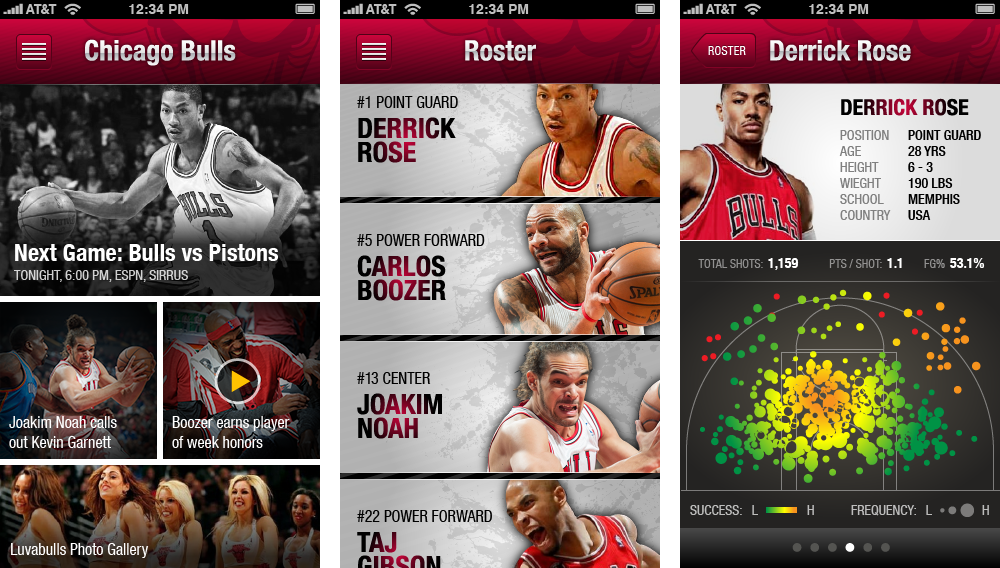 AT&T 12:34 PM
Chicago Bulls
BULLS
Next Game: Bulls vs Pistons
TONIGHT, 6:00 PM, ESPN, SIRRUS
Joakim Noah calls
out Kevin Garnett
Boozer earns player
of week honors
Luvabulls Photo Gallery
AT&T 12:34 PM
Roster
#1 POINT GUARD
DERRICK
ROSE
#5 POWER FORWARD
CARLOS
BOOZER
SPAL
#13 CENTER
JOAKIM
NOAH
#22 POWER FORWARD
TAJ
GIBSON
AT&T 12:34 PM
ROSTER
Derrick Rose
BULLS
DERRICK ROSE
POSITION POINT GUARD
AGE 28 YRS
HEIGHT 6 - 3
WIEGHT 190 LBS
SCHOOL MEMPHIS
COUNTRY USA
TOTAL SHOTS: 1,159 PTS / SHOT: 1.1 FG% 53.1%
SUCCESS: L H FREQUENCY: L H